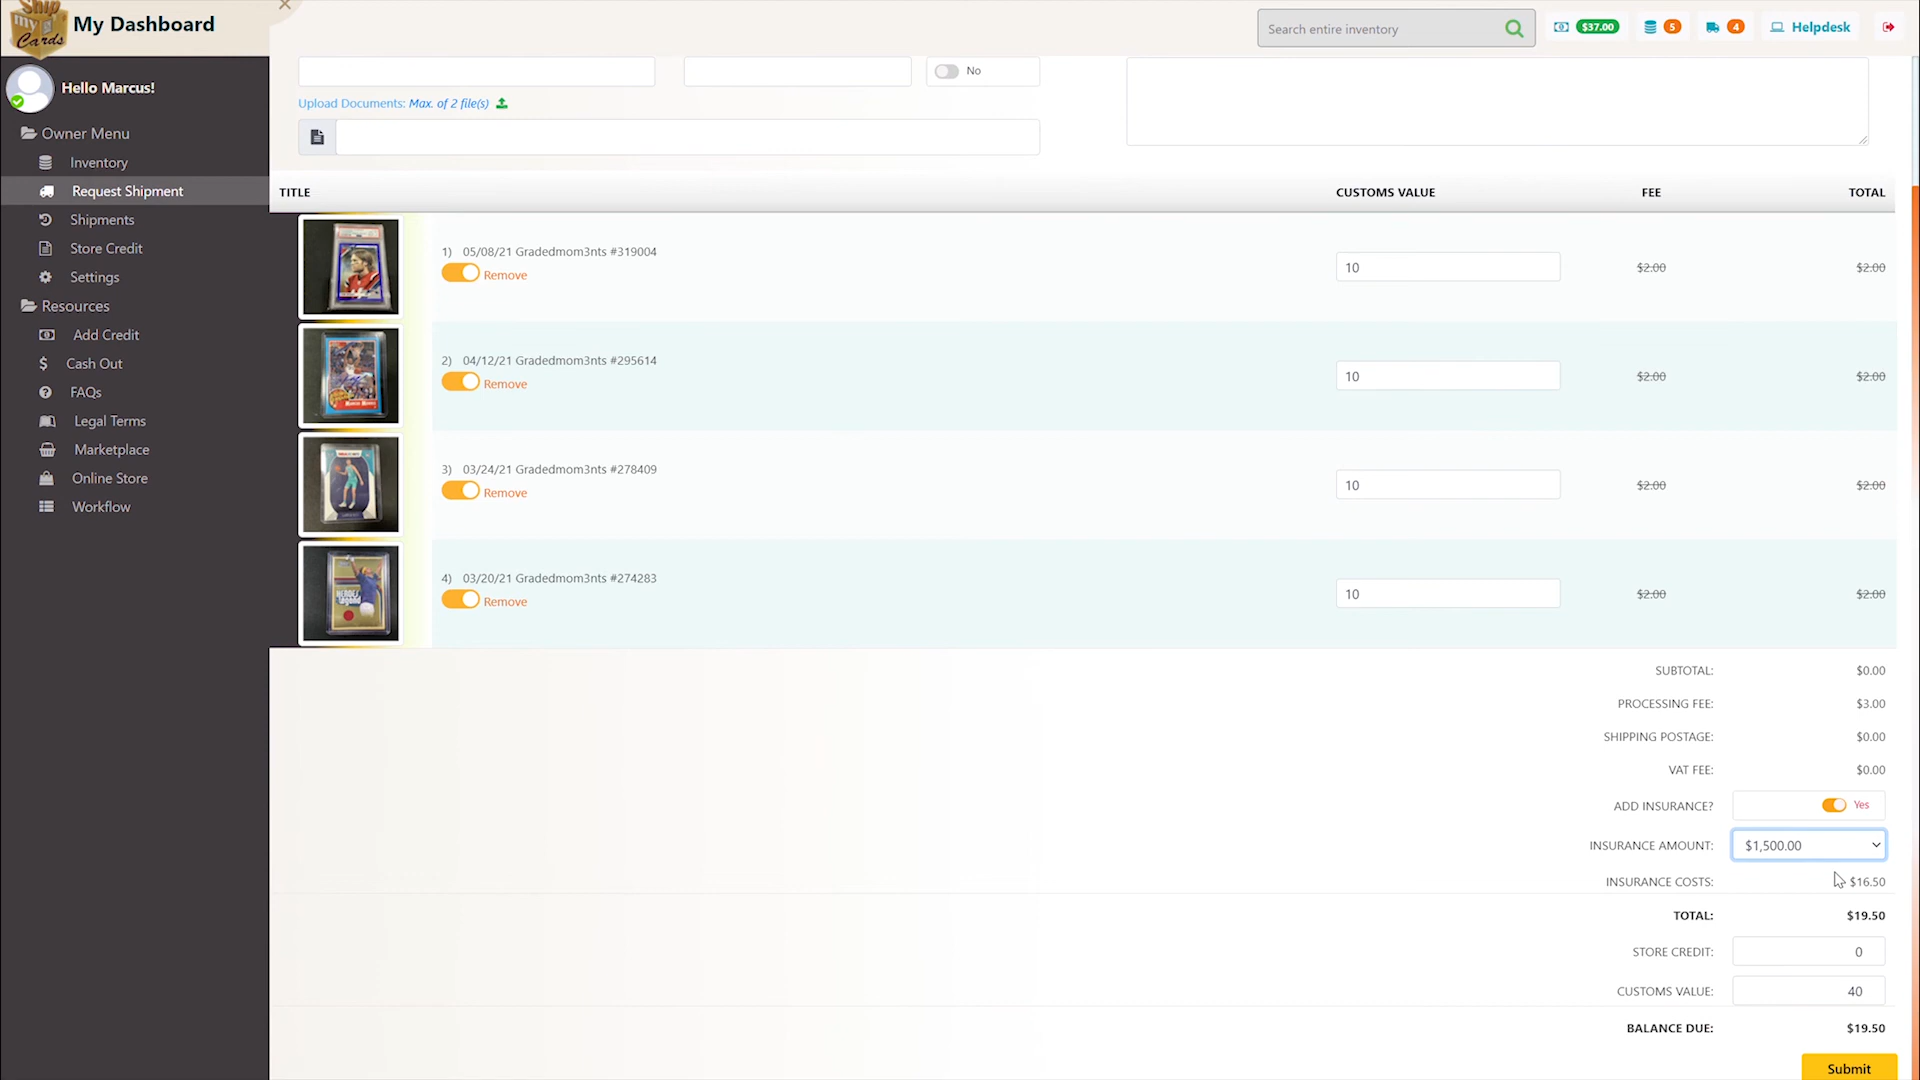 Ship
my
Cards
My Dashboard
Search entire inventory
$37.00
5
4
Helpdesk
Hello Marcus!
Owner Menu
Inventory
Request Shipment
Shipments
Store Credit
Settings
Resources
Add Credit
Cash Out
FAQs
Legal Terms
Marketplace
Online Store
Workflow
No
Upload Documents: Max. of 2 file(s)
TITLE CUSTOMS VALUE FEE TOTAL
1) 05/08/21 Gradedmom3nts #319004
Remove
10 $2.00 $2.00
2) 04/12/21 Gradedmom3nts #295614
Remove
10 $2.00 $2.00
3) 03/24/21 Gradedmom3nts #278409
Remove
10 $2.00 $2.00
4) 03/20/21 Gradedmom3nts #274283
Remove
10 $2.00 $2.00
SUBTOTAL: $0.00
PROCESSING FEE: $3.00
SHIPPING POSTAGE: $0.00
VAT FEE: $0.00
ADD INSURANCE? Yes
INSURANCE AMOUNT: $1,500.00
INSURANCE COSTS: $16.50
TOTAL: $19.50
STORE CREDIT: 0
CUSTOMS VALUE: 40
BALANCE DUE: $19.50
Submit